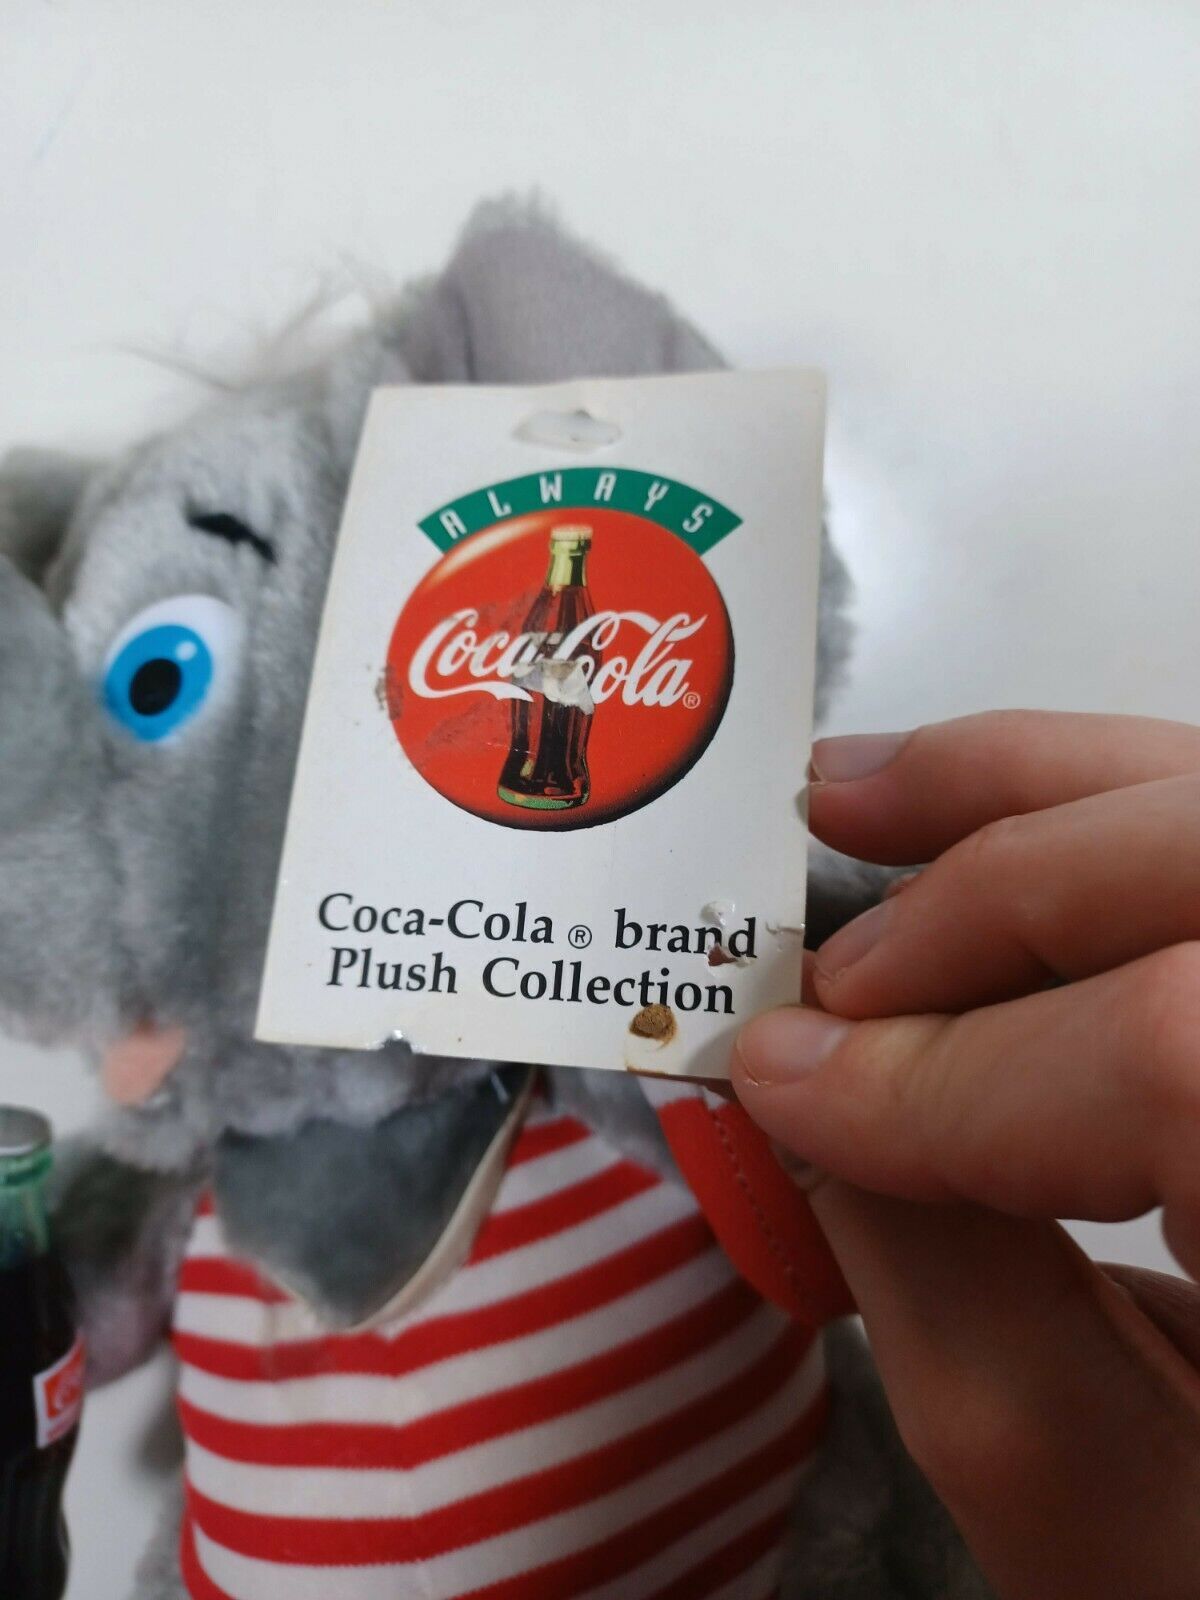 ALWAYS
Coca-Cola®
Coca-Cola ® brand
Plush Collection